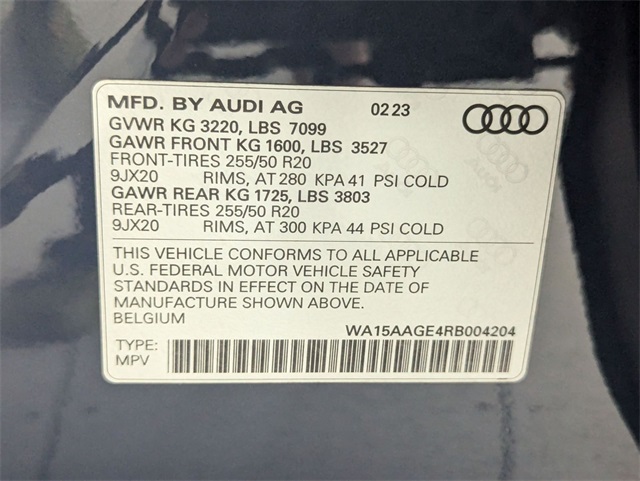 MFD. BY AUDI AG 02 23
GVWR KG 3220, LBS 7099
GAWR FRONT KG 1600, LBS 3527
FRONT-TIRES 255/50 R20
9JX20 RIMS, AT 280 KPA 41 PSI COLD
GAWR REAR KG 1725, LBS 3803
REAR-TIRES 255/50 R20
9JX20 RIMS, AT 300 KPA 44 PSI COLD
THIS VEHICLE CONFORMS TO ALL APPLICABLE
U.S. FEDERAL MOTOR VEHICLE SAFETY
STANDARDS IN EFFECT ON THE DATE OF
MANUFACTURE SHOWN ABOVE.
BELGIUM
WA15AAGE4RB004204
TYPE:
MPV
AUDI